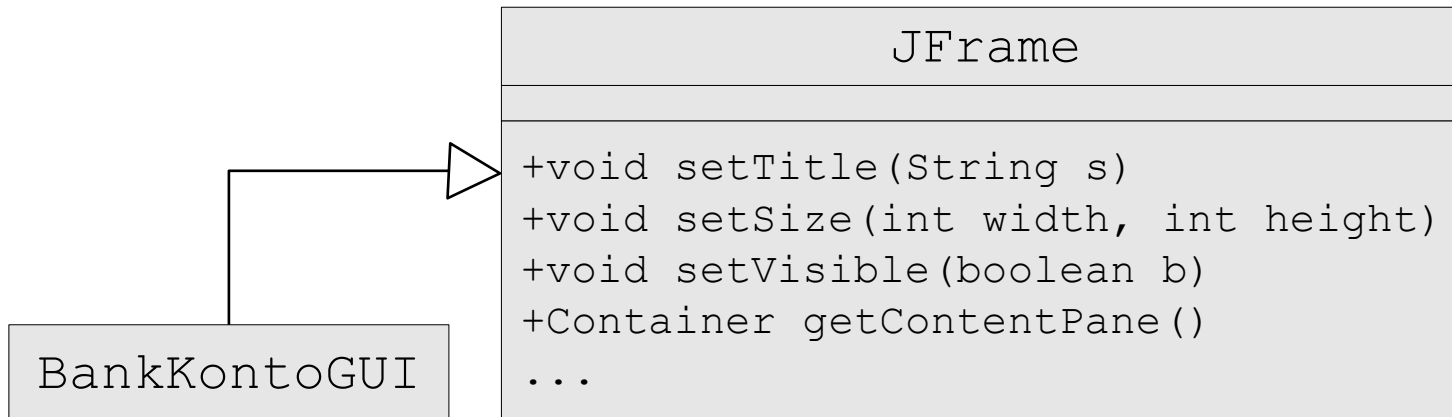 JFrame
+void setTitle(String s)
+void setSize(int width, int height)
+void setVisible(boolean b)
+Container getContentPane()
...
BankKontoGUI